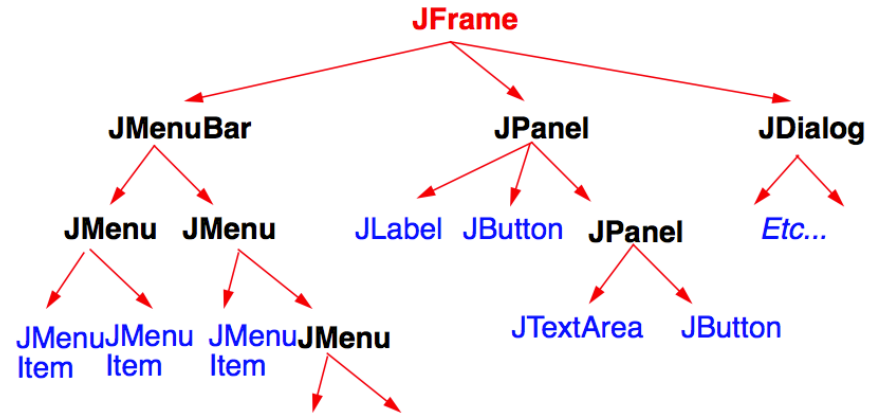 JFrame
JMenuBar JPanel JDialog
JMenu JMenu JLabel JButton JPanel Etc...
JMenu JMenu JMenu JMenu JTextArea JButton
Item Item Item